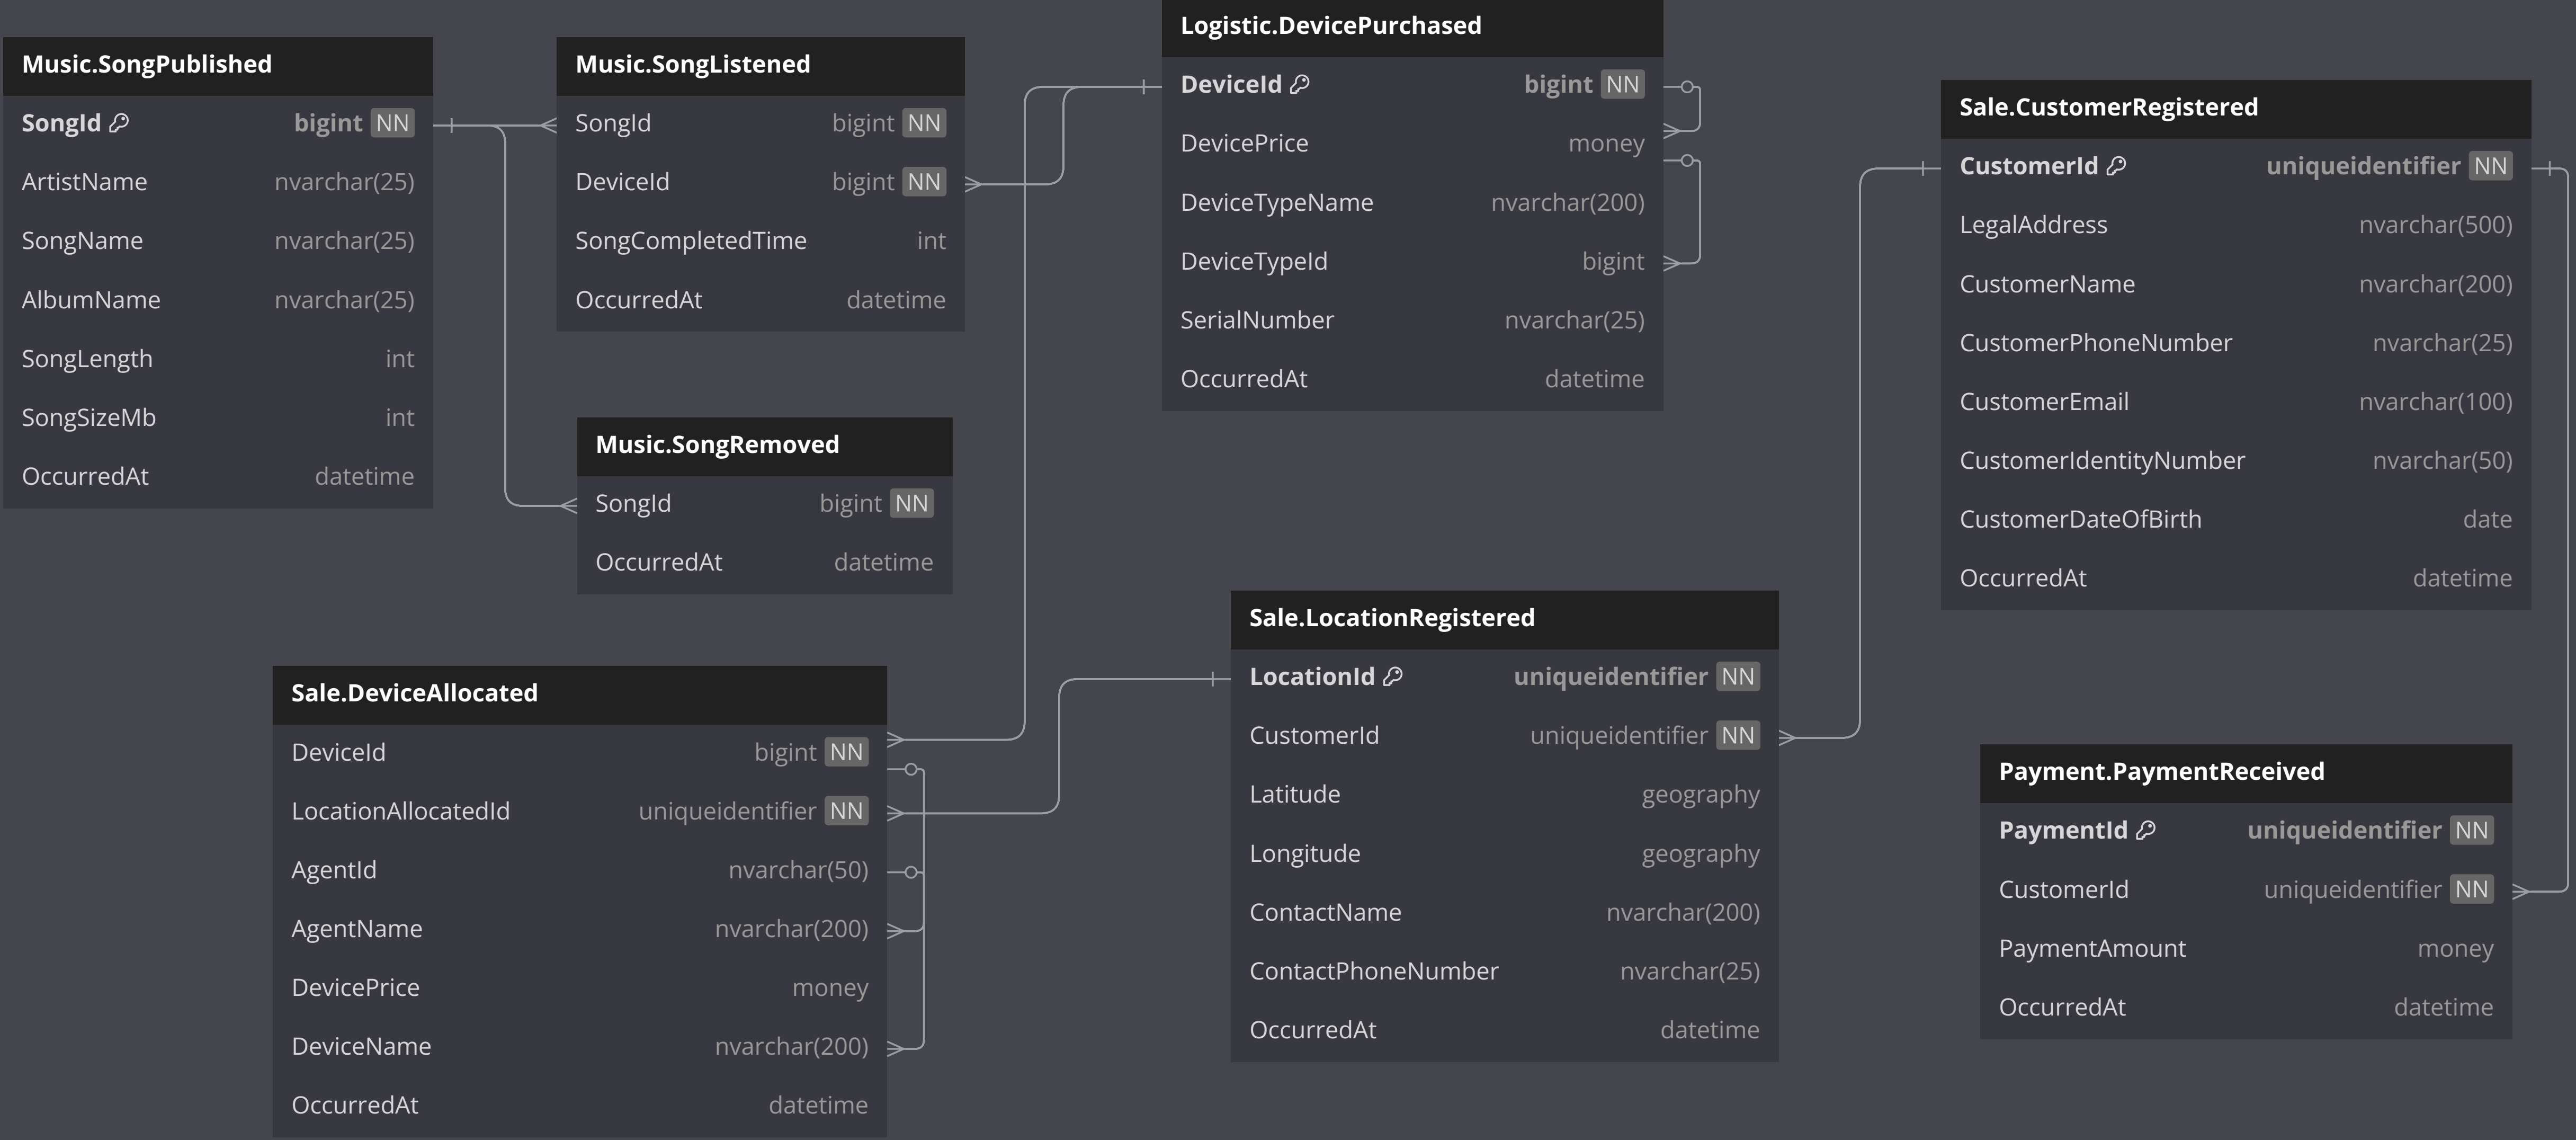 Music.SongPublished
SongId bigint NN
ArtistName nvarchar(25)
SongName nvarchar(25)
AlbumName nvarchar(25)
SongLength int
SongSizeMb int
OccurredAt datetime
Music.SongListened
SongId bigint NN
DeviceId bigint NN
SongCompletedTime int
OccurredAt datetime
Music.SongRemoved
SongId bigint NN
OccurredAt datetime
Logistic.DevicePurchased
DeviceId bigint NN
DevicePrice money
DeviceTypeName nvarchar(200)
DeviceTypeId bigint
SerialNumber nvarchar(25)
OccurredAt datetime
Sale.CustomerRegistered
CustomerId uniqueidentifier NN
LegalAddress nvarchar(500)
CustomerName nvarchar(200)
CustomerPhoneNumber nvarchar(25)
CustomerEmail nvarchar(100)
CustomerIdentityNumber nvarchar(50)
CustomerDateOfBirth date
OccurredAt datetime
Sale.DeviceAllocated
DeviceId bigint NN
LocationAllocatedId uniqueidentifier NN
AgentId nvarchar(50)
AgentName nvarchar(200)
DevicePrice money
DeviceName nvarchar(200)
OccurredAt datetime
Sale.LocationRegistered
LocationId uniqueidentifier NN
CustomerId uniqueidentifier NN
Latitude geography
Longitude geography
ContactName nvarchar(200)
ContactPhoneNumber nvarchar(25)
OccurredAt datetime
Payment.PaymentReceived
PaymentId uniqueidentifier NN
CustomerId uniqueidentifier NN
PaymentAmount money
OccurredAt datetime